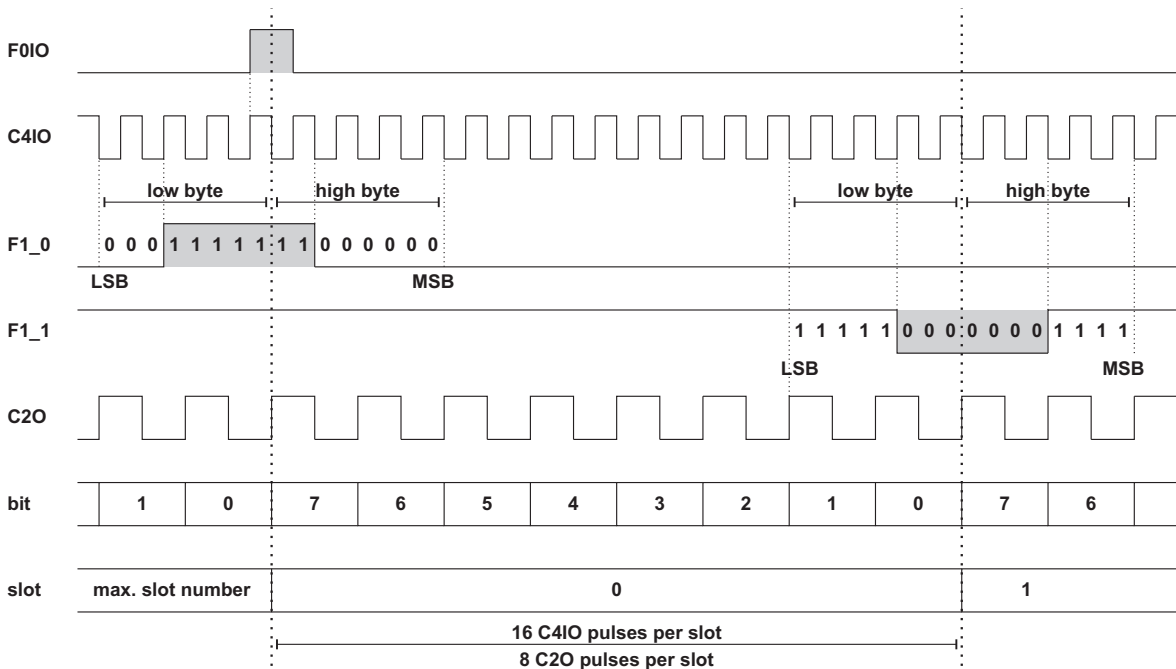 F0IO
C4IO
low byte high byte low byte high byte
F1_0 0 0 0 1 1 1 1 1 1 1 0 0 0 0 0 0
LSB MSB
F1_1 1 1 1 1 1 0 0 0 0 0 0 0 1 1 1 1
LSB MSB
C2O
bit 1 0 7 6 5 4 3 2 1 0 7 6
slot max. slot number 0 1
16 C4IO pulses per slot
8 C2O pulses per slot